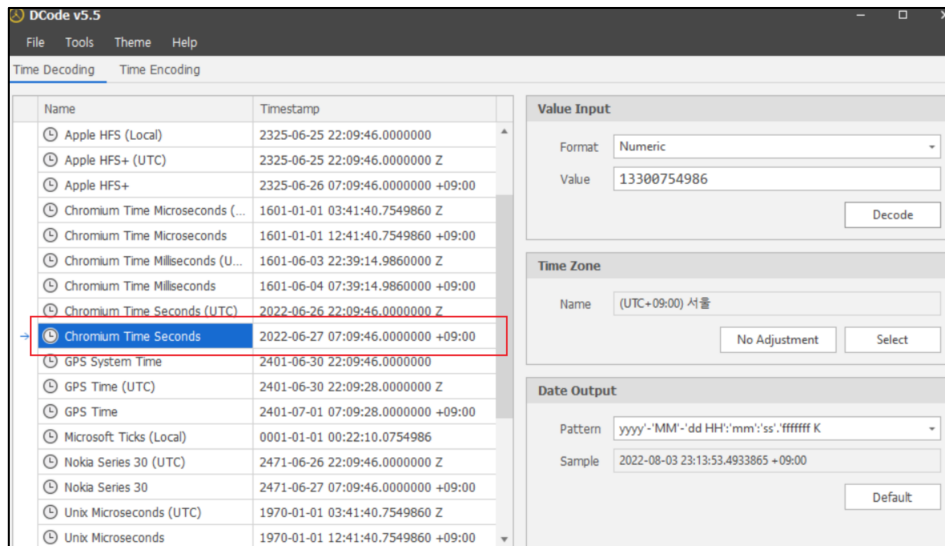 DCode v5.5
File Tools Theme Help
Time Decoding Time Encoding
Name Timestamp
Apple HFS (Local) 2325-06-25 22:09:46.0000000
Apple HFS+ (UTC) 2325-06-25 22:09:46.0000000 Z
Apple HFS+ 2325-06-26 07:09:46.0000000 +09:00
Chromium Time Microseconds (... 1601-01-01 03:41:40.7549860 Z
Chromium Time Microseconds 1601-01-01 12:41:40.7549860 +09:00
Chromium Time Milliseconds (U... 1601-06-03 22:39:14.9860000 Z
Chromium Time Milliseconds 1601-06-04 07:39:14.9860000 +09:00
Chromium Time Seconds (UTC) 2022-06-26 22:09:46.0000000 Z
Chromium Time Seconds 2022-06-27 07:09:46.0000000 +09:00
GPS System Time 2401-06-30 22:09:46.0000000
GPS Time (UTC) 2401-06-30 22:09:28.0000000 Z
GPS Time 2401-07-01 07:09:28.0000000 +09:00
Microsoft Ticks (Local) 0001-01-01 00:22:10.0754986
Nokia Series 30 (UTC) 2471-06-26 22:09:46.0000000 Z
Nokia Series 30 2471-06-27 07:09:46.0000000 +09:00
Unix Microseconds (UTC) 1970-01-01 03:41:40.7549860 Z
Unix Microseconds 1970-01-01 12:41:40.7549860 +09:00
Value Input
Format Numeric
Value 13300754986
Decode
Time Zone
Name (UTC+09:00) 서울
No Adjustment Select
Date Output
Pattern yyyy'-'MM'-'dd HH':'mm':'ss'.'fffffff K
Sample 2022-08-03 23:13:53.4933865 +09:00
Default